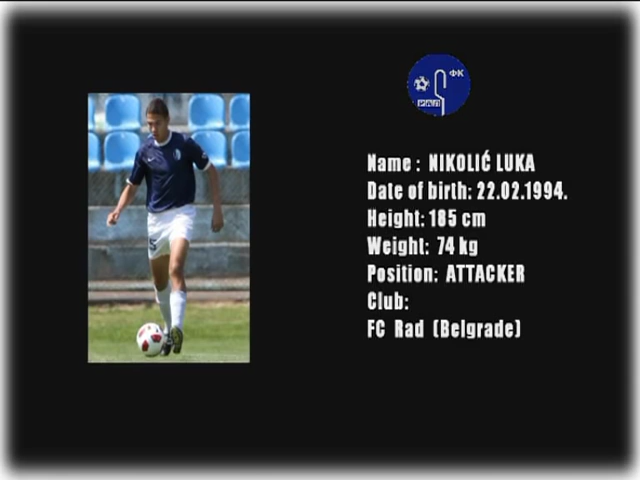 ФК
РАД
Name : NIKOLIĆ LUKA
Date of birth: 22.02.1994.
Height: 185 cm
Weight: 74 kg
Position: ATTACKER
Club:
FC Rad (Belgrade)